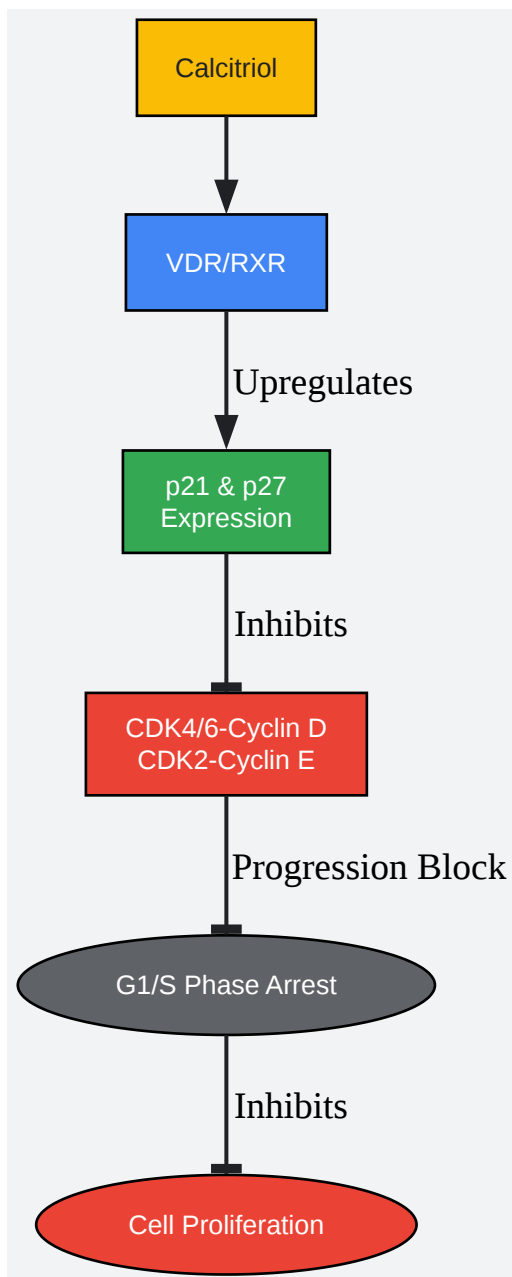 Calcitriol
VDR/RXR
Upregulates
p21 & p27
Expression
Inhibits
CDK4/6-Cyclin D
CDK2-Cyclin E
Progression Block
G1/S Phase Arrest
Inhibits
Cell Proliferation